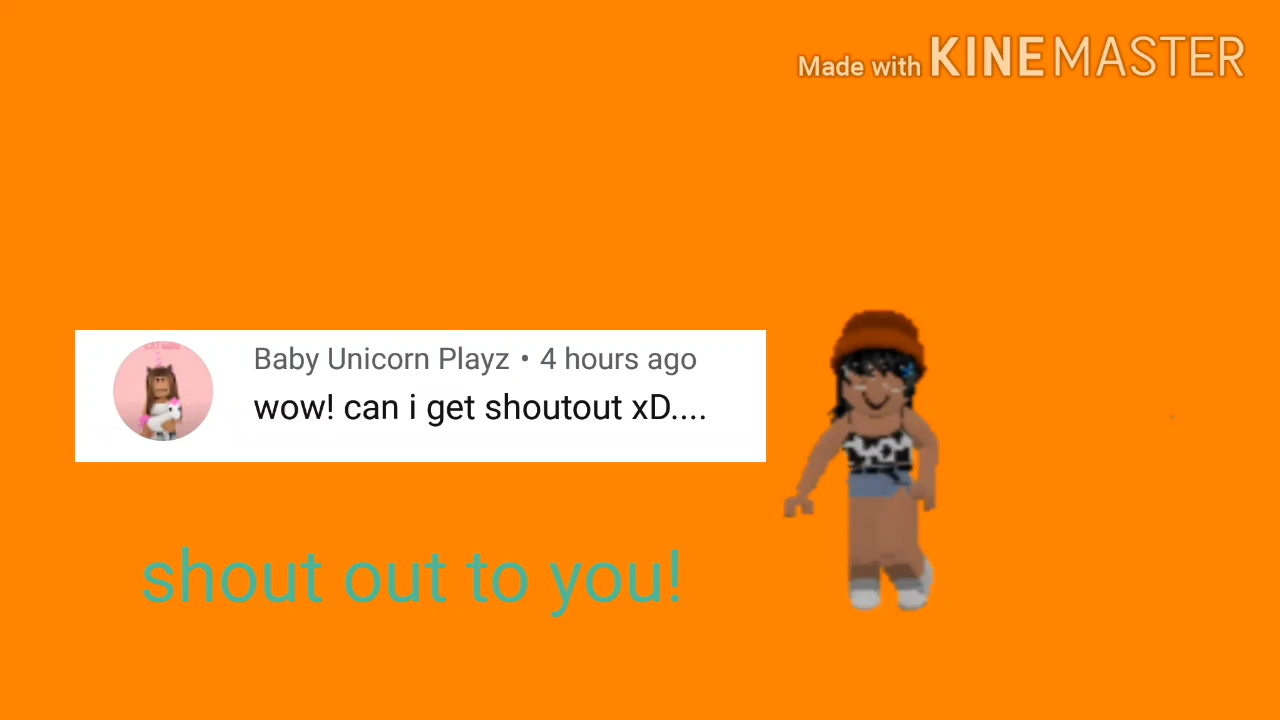 Made with KINEMASTER
Baby Unicorn Playz • 4 hours ago
wow! can i get shoutout xD....
shout out to you!